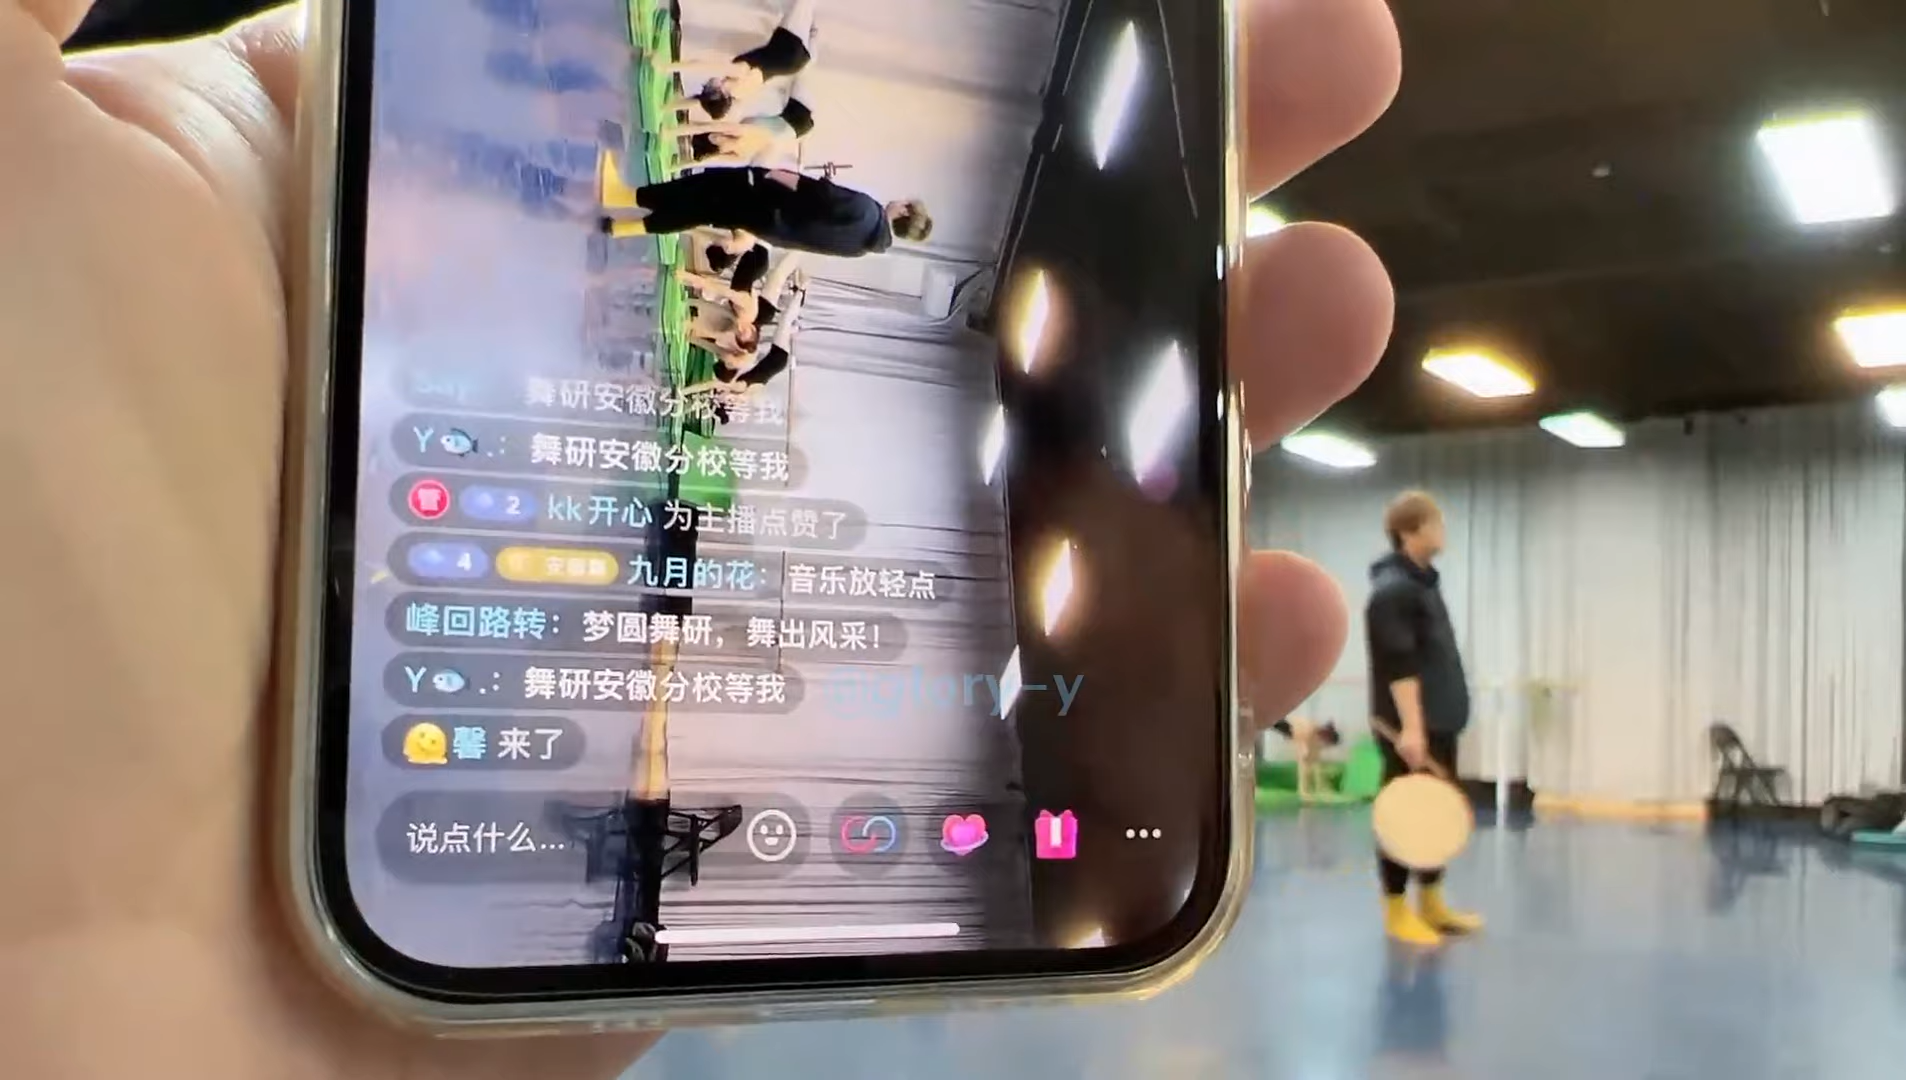 舞研安徽分校等我
Y🐟.: 舞研安徽分校等我
管 2 kk开心 为主播点赞了
4 九月的花: 音乐放轻点
峰回路转: 梦圆舞研，舞出风采！
Y🐟.: 舞研安徽分校等我
@glory-y
馨 来了
说点什么...